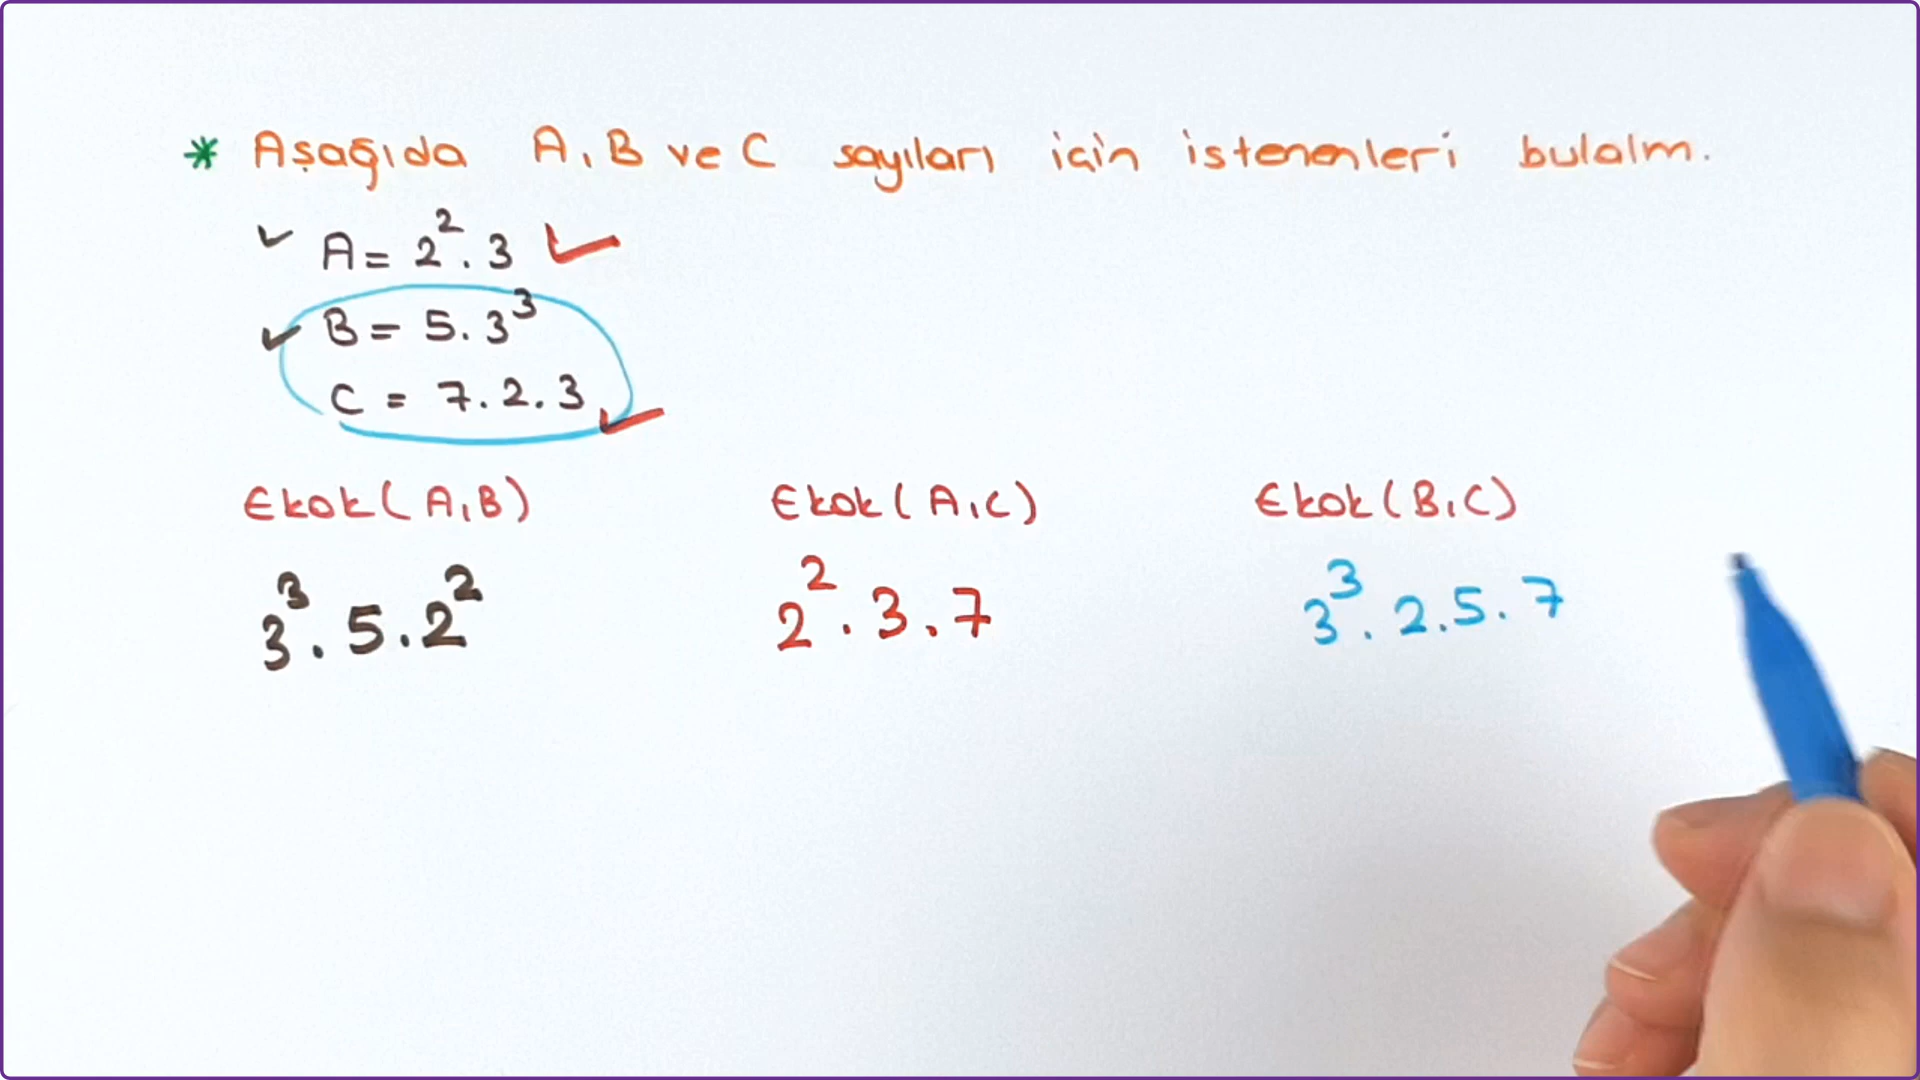 * Aşağıda A, B ve C sayıları için istenenleri bulalm.
✓ A = 2². 3 ✓
✓ B = 5. 3³
C = 7. 2. 3 ✓
Ekok(A,B) Ekok(A,C) Ekok(B,C)
3³. 5. 2² 2². 3. 7 3³. 2. 5. 7